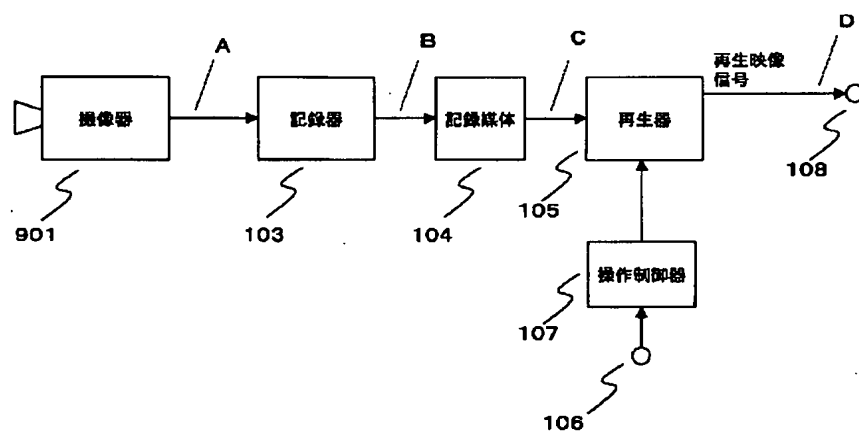 A
B
C
D
再生映像
信号
撮像器
記録器
記録媒体
再生器
108
901
103
104
105
操作制御器
107
106